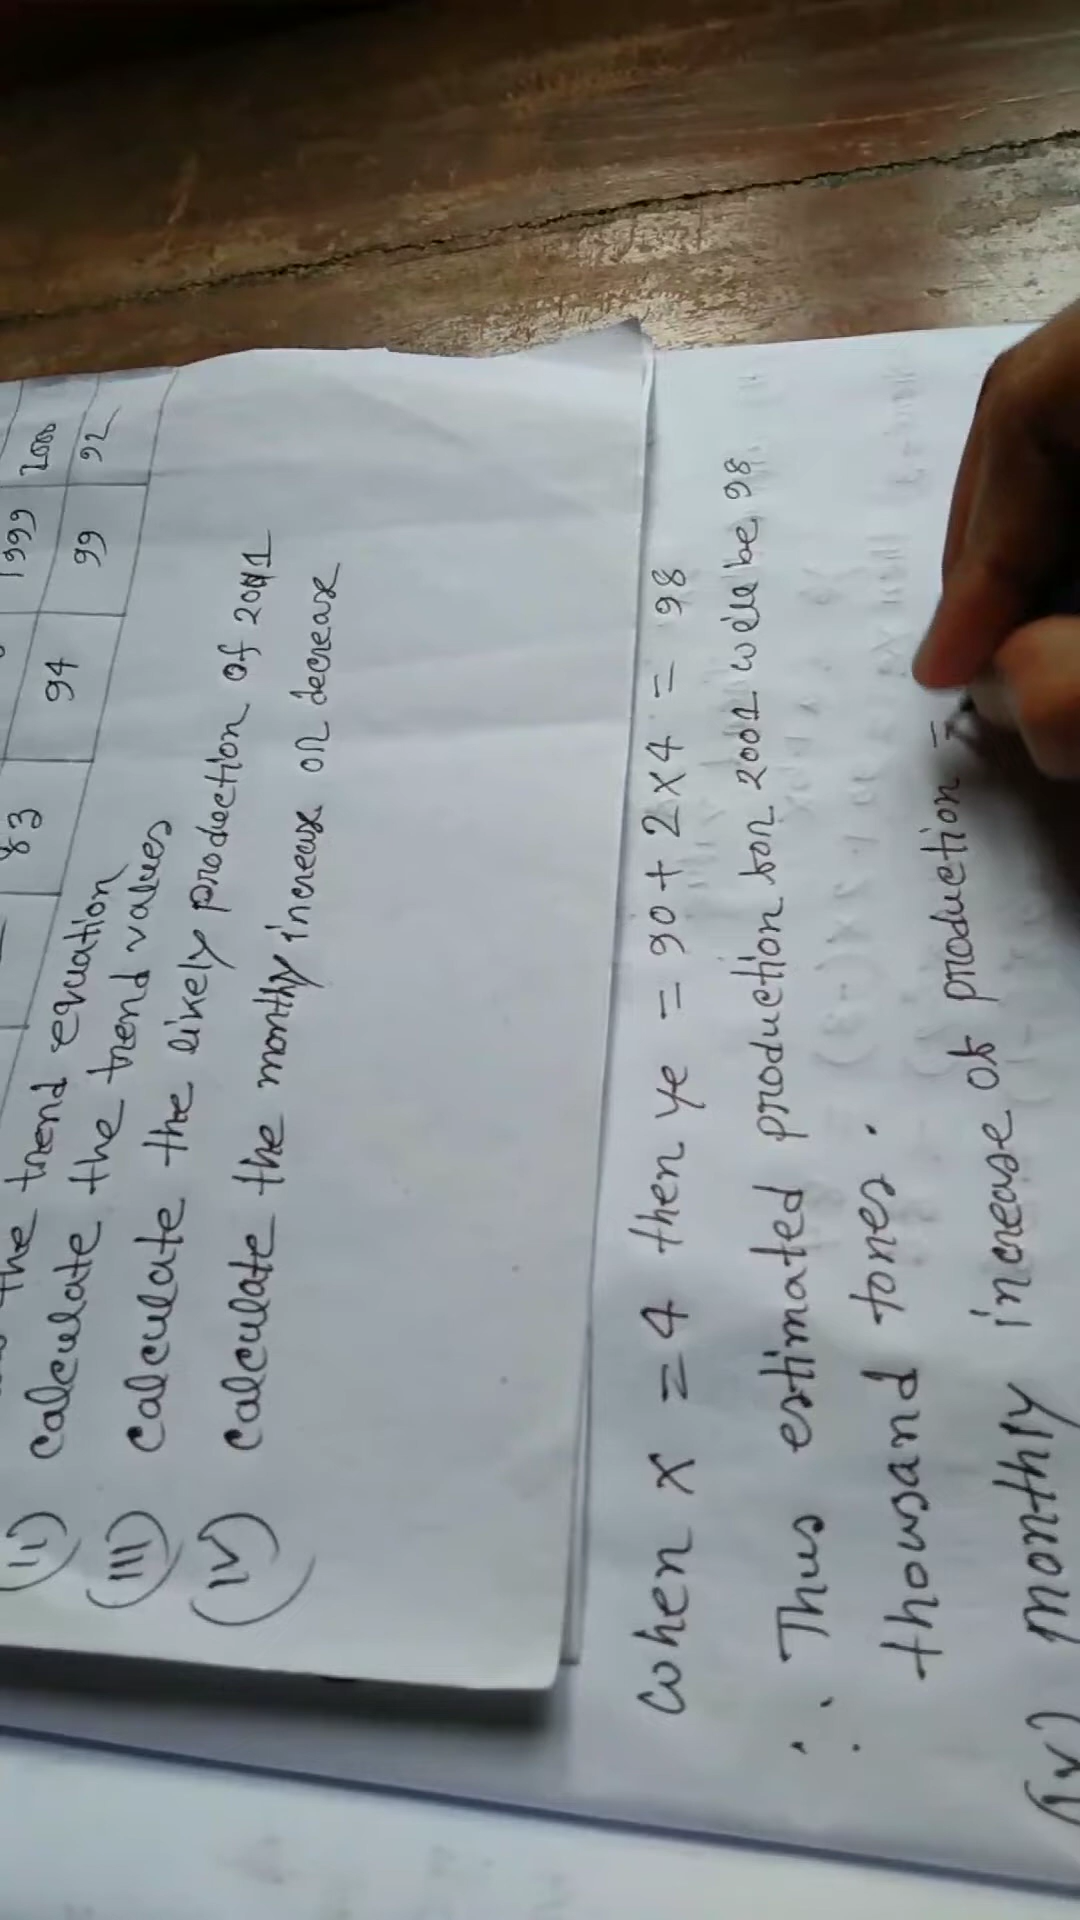 1999 2000
83 94 99 92
the trend equation
(ii) calculate the trend values
(iii) calculate the likely production of 2001
(iv) calculate the monthly increase or decrease
when x = 4 then ye = 90 + 2x4 = 98
∴ Thus estimated production for 2001 will be 98
thousand tones.
(iv) monthly increase of production =